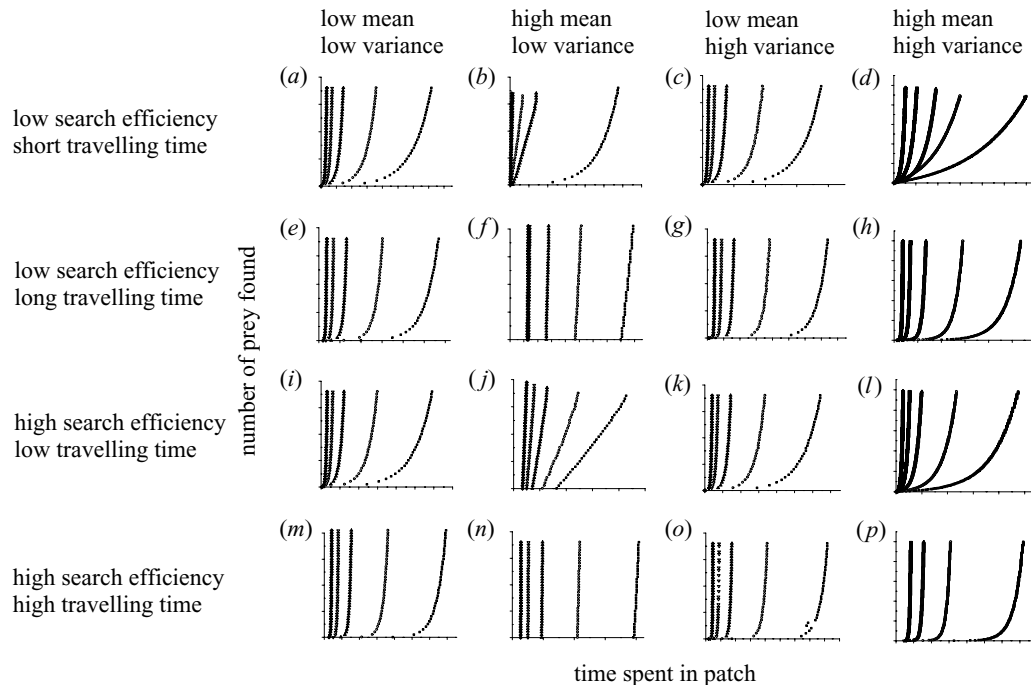 low mean
low variance
high mean
low variance
low mean
high variance
high mean
high variance
low search efficiency
short travelling time
(a)
(b)
(c)
(d)
low search efficiency
long travelling time
(e)
(f)
(g)
(h)
number of prey found
high search efficiency
low travelling time
(i)
(j)
(k)
(l)
high search efficiency
high travelling time
(m)
(n)
(o)
(p)
time spent in patch